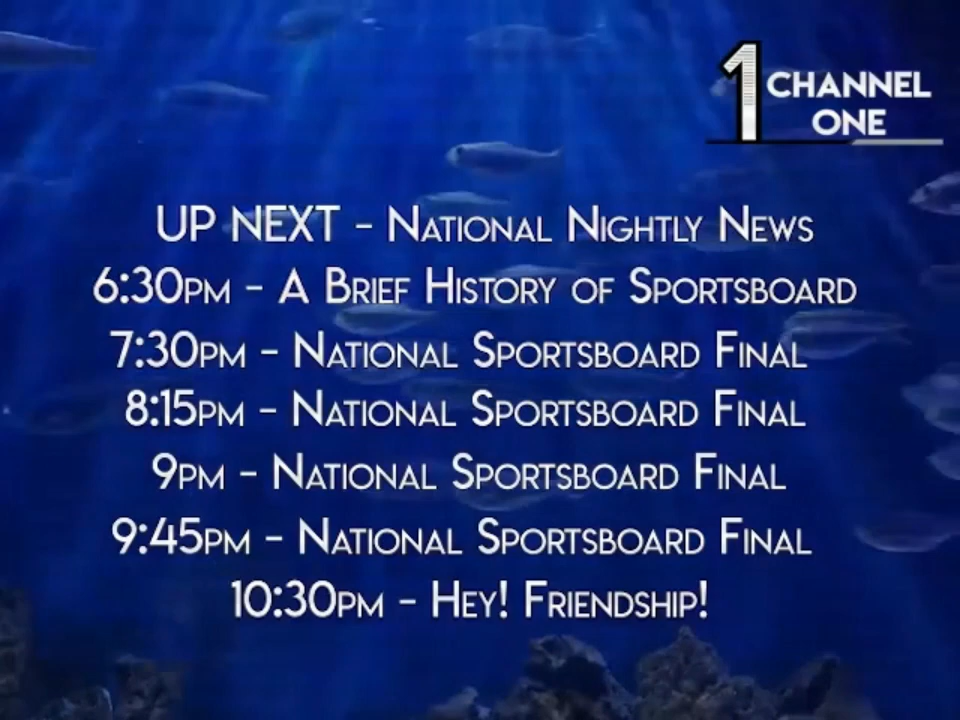 1 CHANNEL
ONE
UP NEXT - NATIONAL NIGHTLY NEWS
6:30PM - A BRIEF HISTORY OF SPORTSBOARD
7:30PM - NATIONAL SPORTSBOARD FINAL
8:15PM - NATIONAL SPORTSBOARD FINAL
9PM - NATIONAL SPORTSBOARD FINAL
9:45PM - NATIONAL SPORTSBOARD FINAL
10:30PM - HEY! FRIENDSHIP!